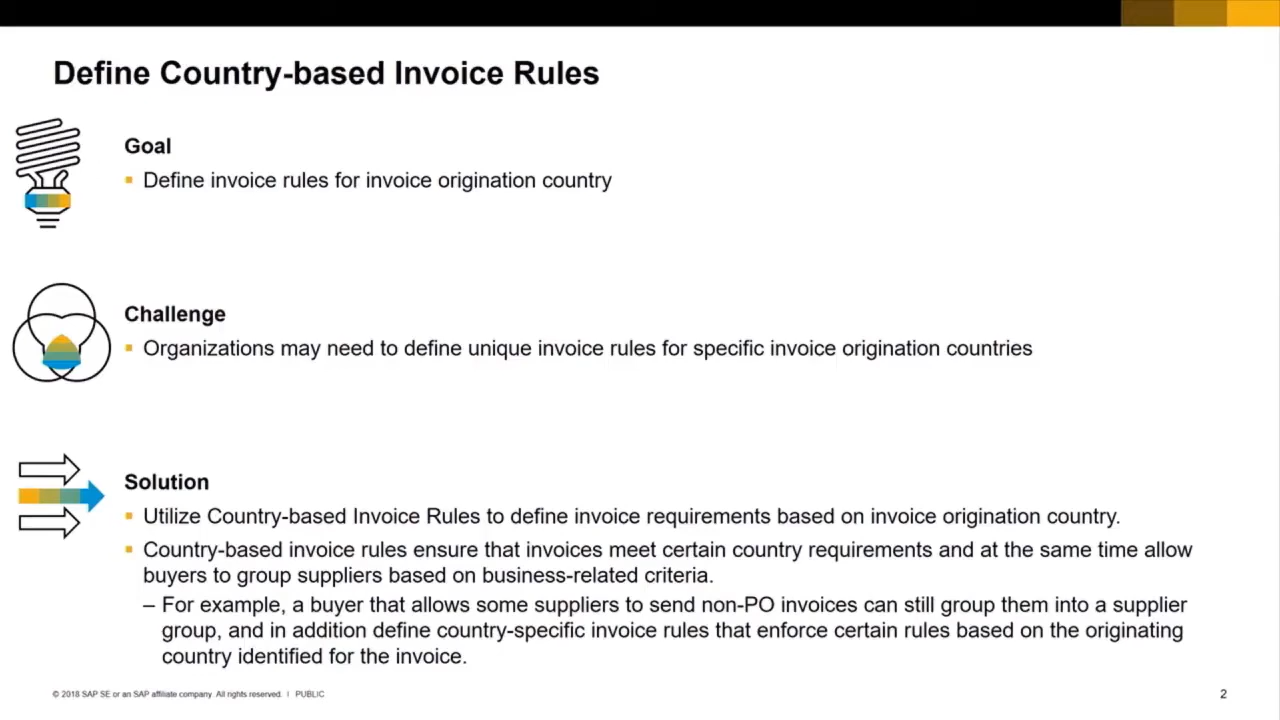 Define Country-based Invoice Rules
Goal
▪ Define invoice rules for invoice origination country
Challenge
▪ Organizations may need to define unique invoice rules for specific invoice origination countries
Solution
▪ Utilize Country-based Invoice Rules to define invoice requirements based on invoice origination country.
▪ Country-based invoice rules ensure that invoices meet certain country requirements and at the same time allow
buyers to group suppliers based on business-related criteria.
– For example, a buyer that allows some suppliers to send non-PO invoices can still group them into a supplier
group, and in addition define country-specific invoice rules that enforce certain rules based on the originating
country identified for the invoice.
© 2018 SAP SE or an SAP affiliate company. All rights reserved. | PUBLIC
2